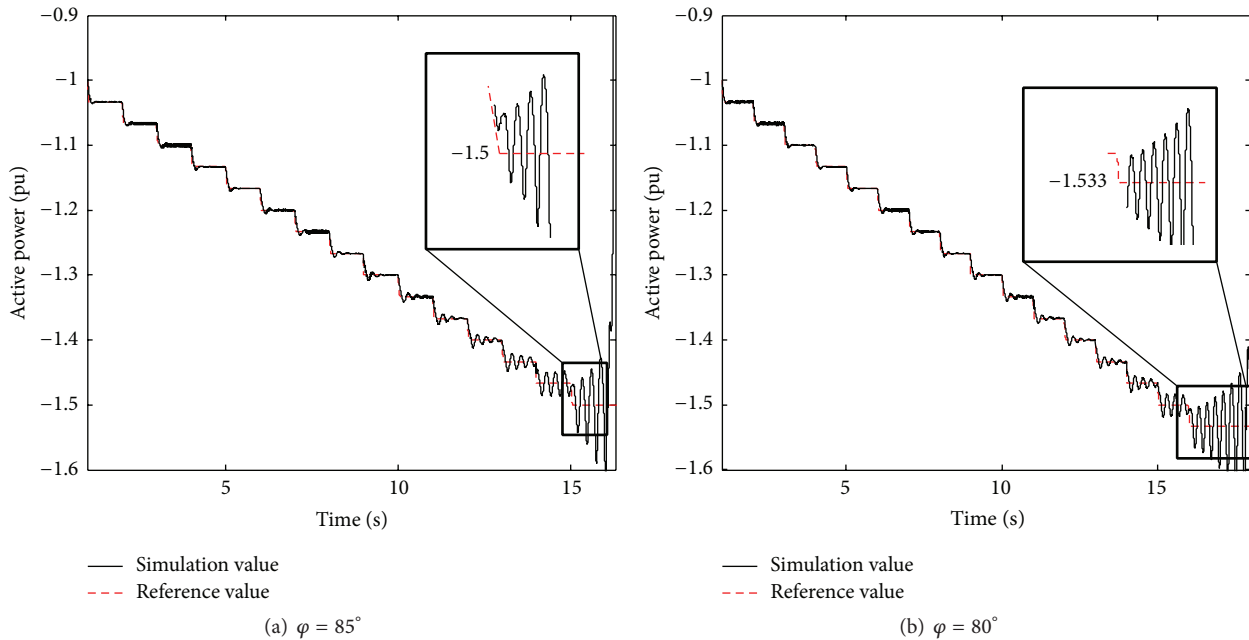 −0.9
−1
−1.1
−1.2
−1.3
−1.4
−1.5
−1.6
Active power (pu)
−1.5
5
10
15
Time (s)
Simulation value
Reference value
(a) φ = 85°
−0.9
−1
−1.1
−1.2
−1.3
−1.4
−1.5
−1.6
Active power (pu)
−1.533
5
10
15
Time (s)
Simulation value
Reference value
(b) φ = 80°